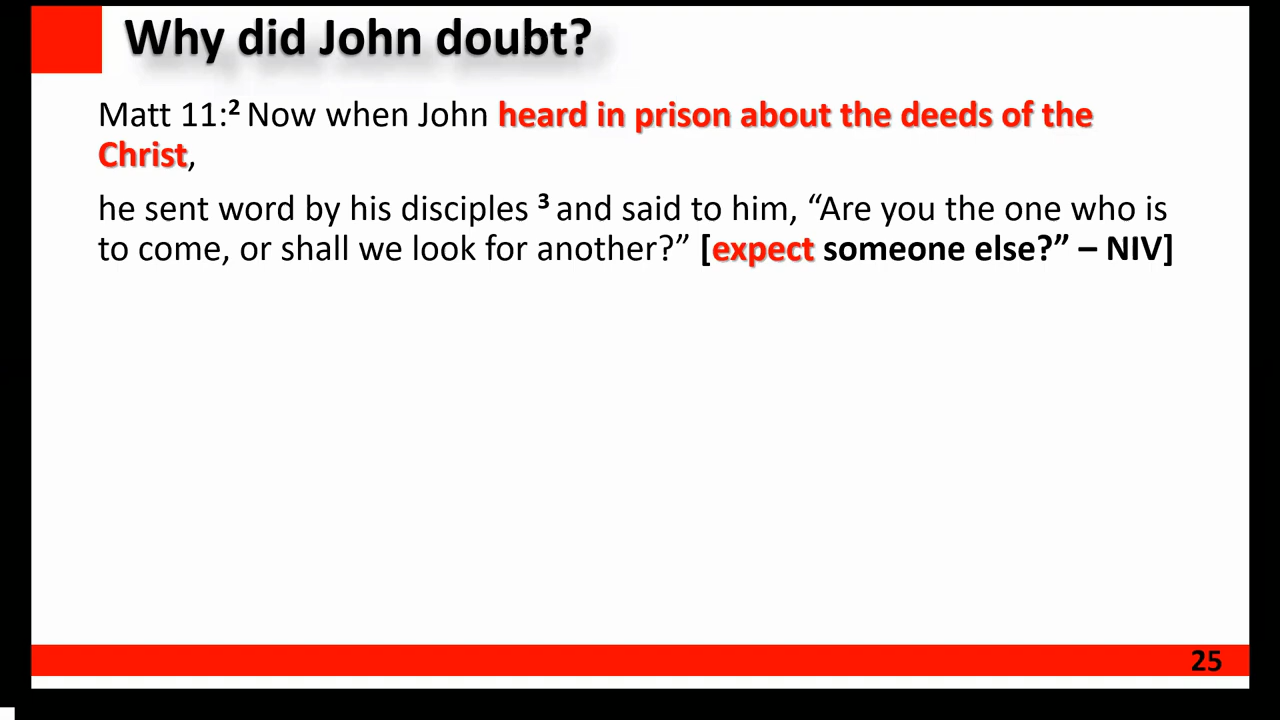 Why did John doubt?
Matt 11:² Now when John heard in prison about the deeds of the
Christ,
he sent word by his disciples ³ and said to him, “Are you the one who is
to come, or shall we look for another?” [expect someone else?” – NIV]
25